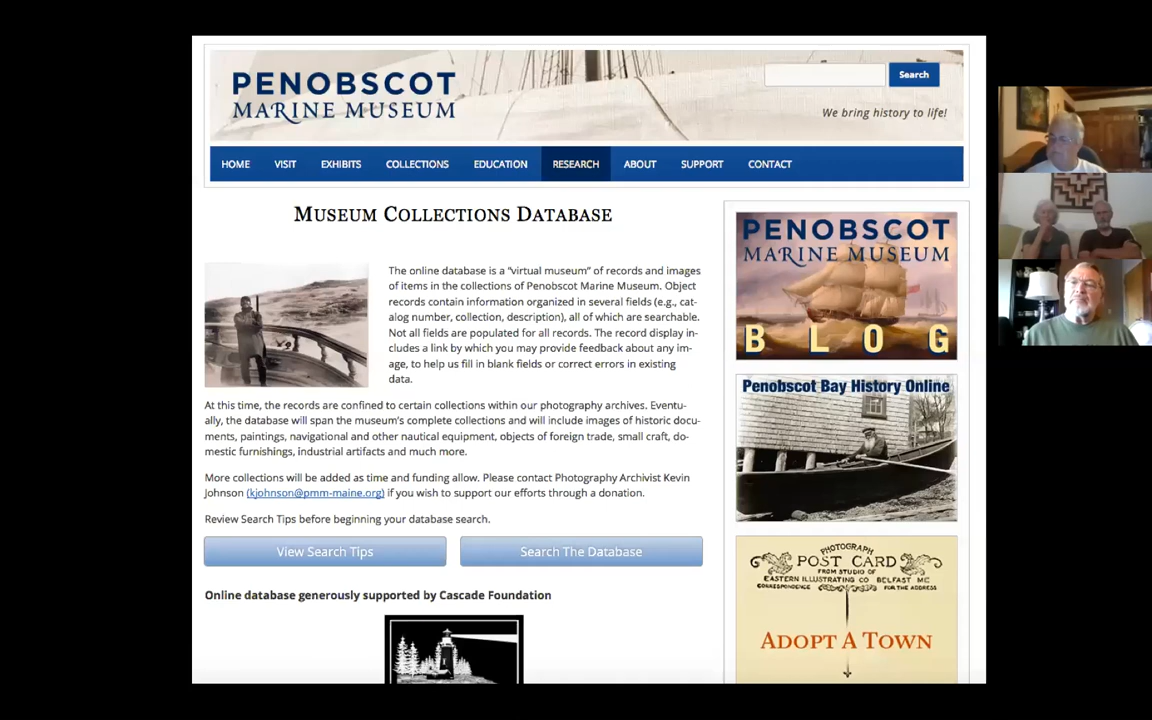 PENOBSCOT
MARINE MUSEUM
Search
We bring history to life!
HOME VISIT EXHIBITS COLLECTIONS EDUCATION RESEARCH ABOUT SUPPORT CONTACT
Museum Collections Database
The online database is a “virtual museum” of records and images
of items in the collections of Penobscot Marine Museum. Object
records contain information organized in several fields (e.g., cat-
alog number, collection, description), all of which are searchable.
Not all fields are populated for all records. The record display in-
cludes a link by which you may provide feedback about any im-
age, to help us fill in blank fields or correct errors in existing
data.
At this time, the records are confined to certain collections within our photography archives. Eventu-
ally, the database will span the museum’s complete collections and will include images of historic docu-
ments, paintings, navigational and other nautical equipment, objects of foreign trade, small craft, do-
mestic furnishings, industrial artifacts and much more.
More collections will be added as time and funding allow. Please contact Photography Archivist Kevin
Johnson (kjohnson@pmm-maine.org) if you wish to support our efforts through a donation.
Review Search Tips before beginning your database search.
View Search Tips
Search The Database
Online database generously supported by Cascade Foundation
PENOBSCOT
MARINE MUSEUM
BLOG
Penobscot Bay History Online
PHOTOGRAPH
POST CARD
FROM STUDIO OF
EASTERN ILLUSTRATING CO BELFAST ME
CORRESPONDENCE FOR THE ADDRESS
ADOPT A TOWN